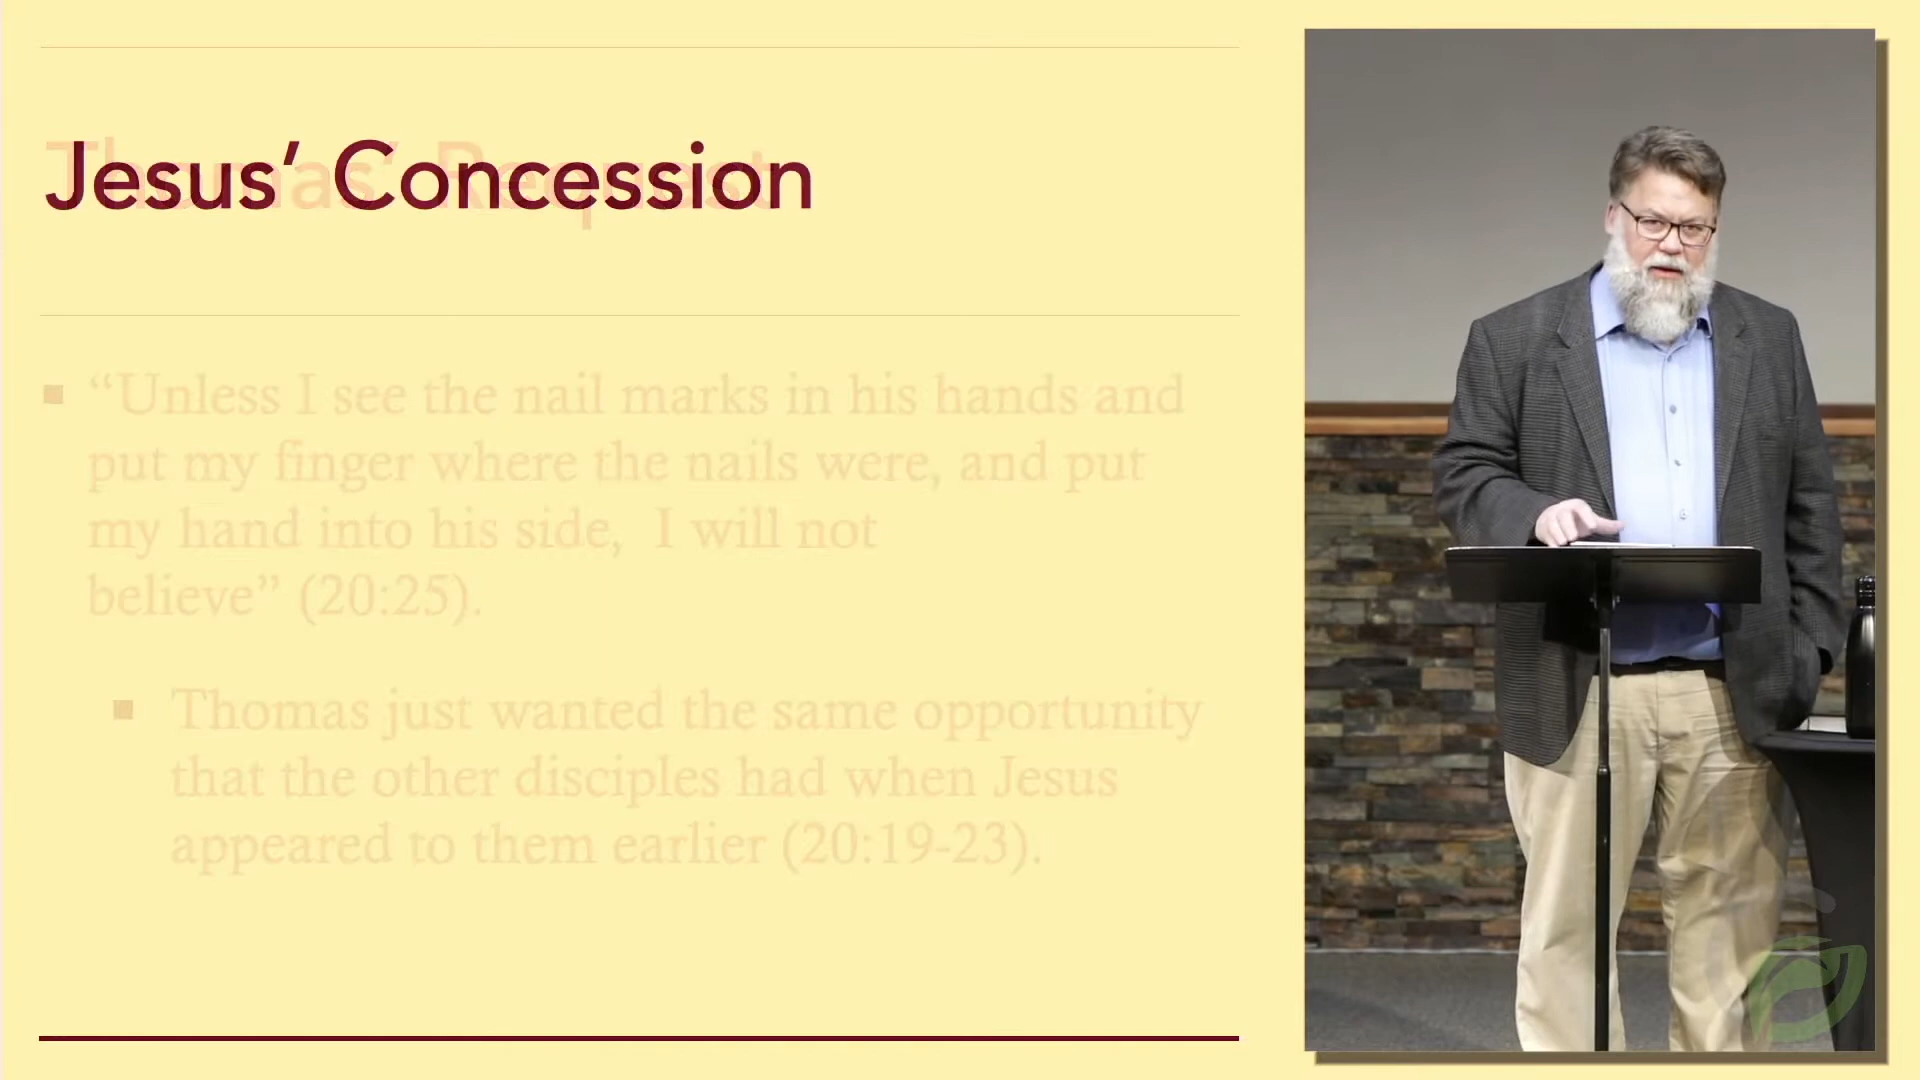 Jesus’ Concession
Thomas’ Request
▪ “Unless I see the nail marks in his hands and
put my finger where the nails were, and put
my hand into his side,  I will not
believe” (20:25).
▪ Thomas just wanted the same opportunity
that the other disciples had when Jesus
appeared to them earlier (20:19-23).